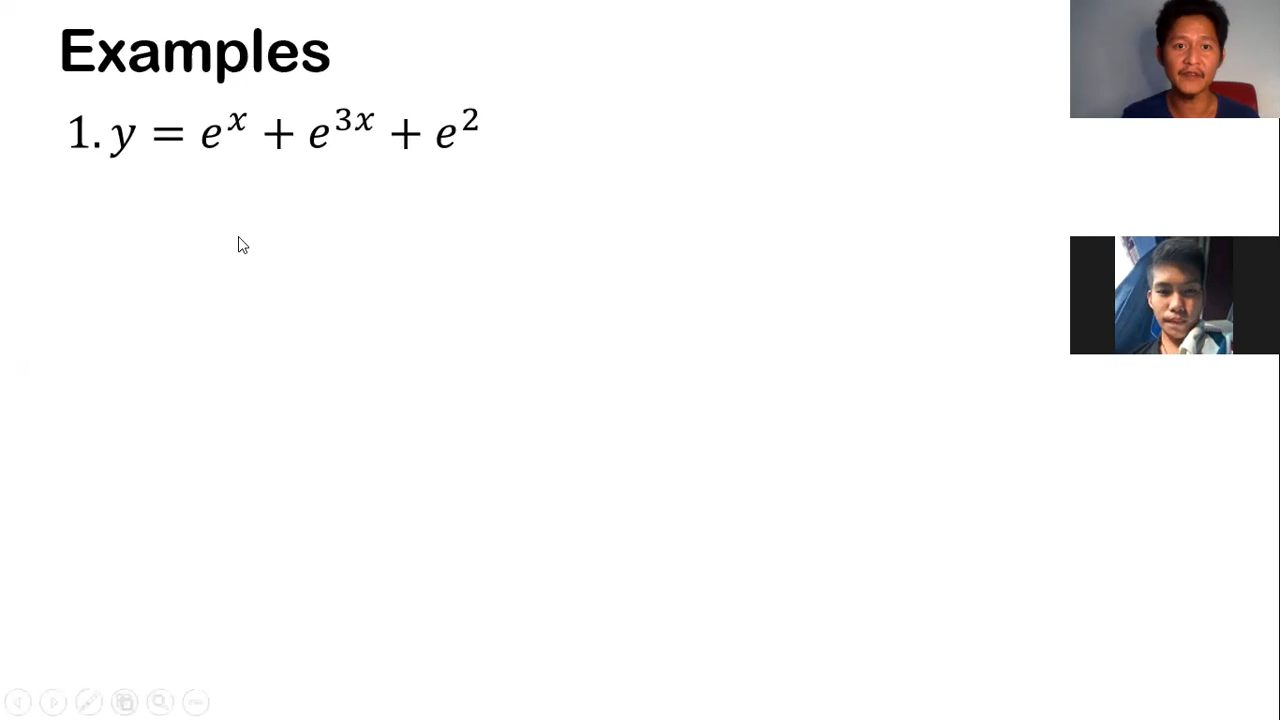 Examples
1. y = e^x + e^{3x} + e^2